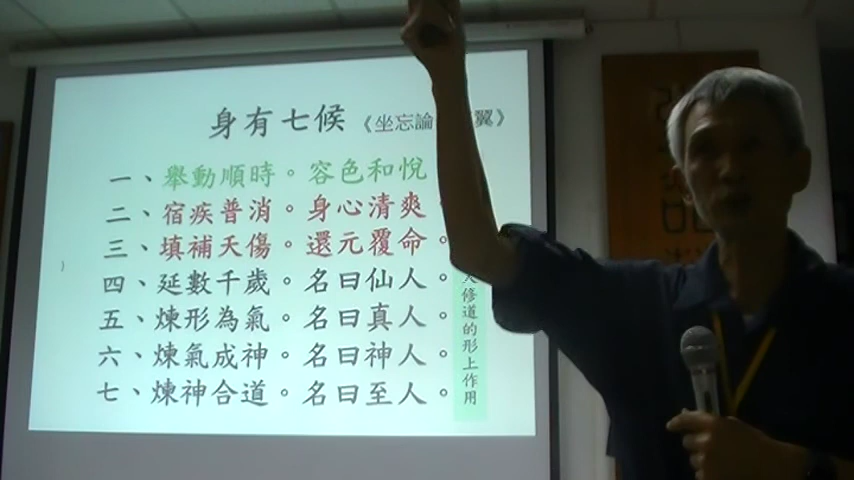 身有七候《坐忘論 翼》
一、舉動順時。容色和悅
二、宿疾普消。身心清爽。
三、填補天傷。還元覆命。
四、延數千歲。名曰仙人。
五、煉形為氣。名曰真人。
六、煉氣成神。名曰神人。
七、煉神合道。名曰至人。
修道的形上作用